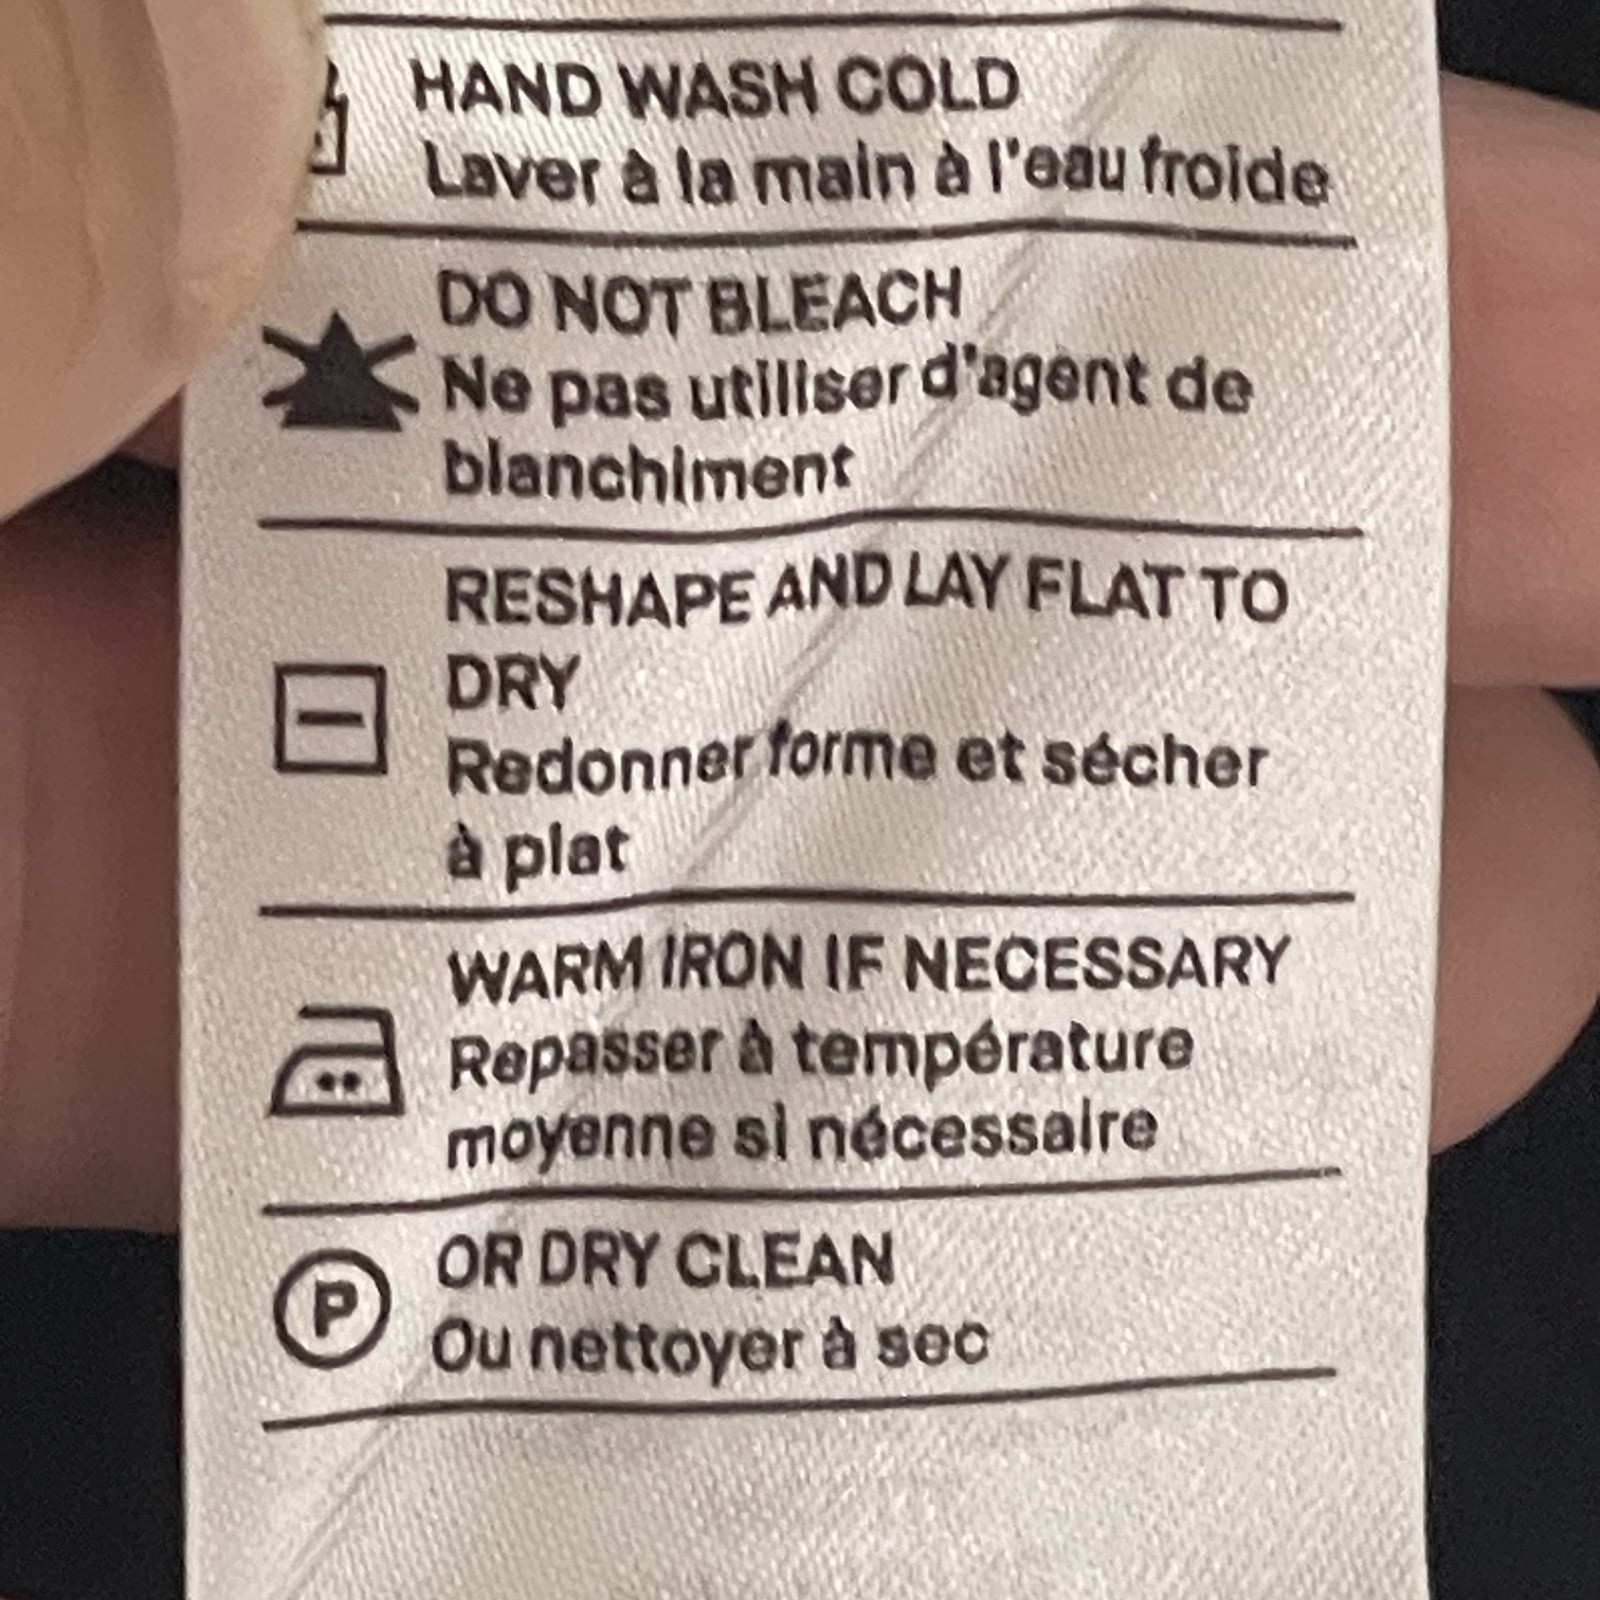 HAND WASH COLD
Laver à la main à l'eau froide
DO NOT BLEACH
Ne pas utiliser d'agent de
blanchiment
RESHAPE AND LAY FLAT TO
DRY
Redonner forme et sécher
à plat
WARM IRON IF NECESSARY
Repasser à température
moyenne si nécessaire
P
OR DRY CLEAN
Ou nettoyer à sec